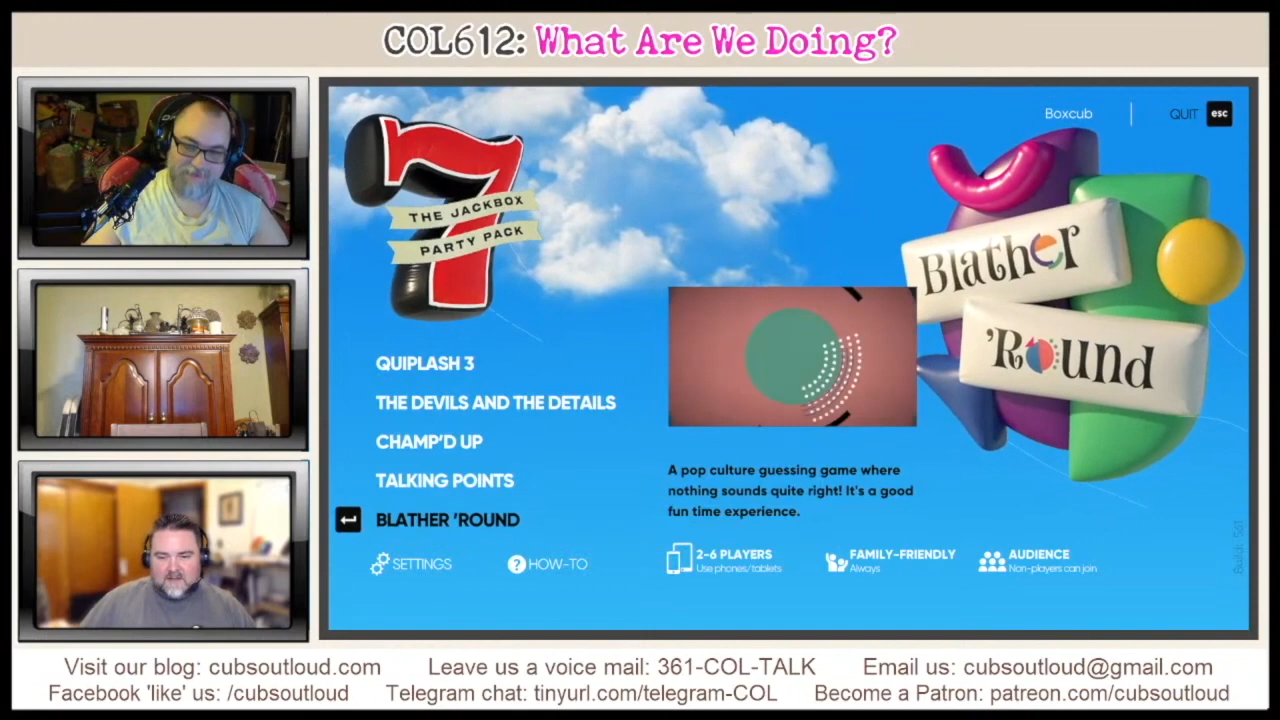 COL612: What Are We Doing?
Boxcub
QUIT esc
7
THE JACKBOX
PARTY PACK
Blather
'Round
QUIPLASH 3
THE DEVILS AND THE DETAILS
CHAMP'D UP
TALKING POINTS
BLATHER 'ROUND
SETTINGS
? HOW-TO
A pop culture guessing game where
nothing sounds quite right! It's a good
fun time experience.
2-6 PLAYERS
Use phones/tablets
FAMILY-FRIENDLY
Always
AUDIENCE
Non-players can join
Visit our blog: cubsoutloud.com Leave us a voice mail: 361-COL-TALK Email us: cubsoutloud@gmail.com
Facebook 'like' us: /cubsoutloud Telegram chat: tinyurl.com/telegram-COL Become a Patron: patreon.com/cubsoutloud